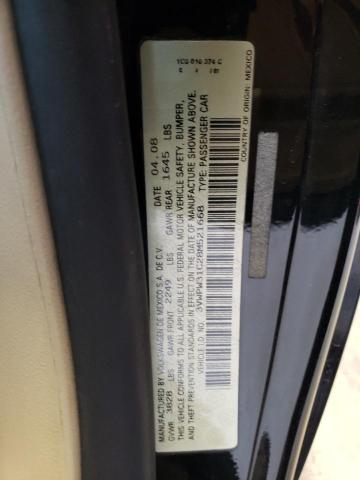 1C0 010 374 C
MANUFACTURED BY VOLKSWAGEN DE MEXICO S.A. DE C.V. DATE 04.08
GVWR 3828 LBS GAWR FRONT 2249 LBS GAWR REAR 1645 LBS
THIS VEHICLE CONFORMS TO ALL APPLICABLE U.S. FEDERAL MOTOR VEHICLE SAFETY, BUMPER,
AND THEFT PREVENTION STANDARDS IN EFFECT ON THE DATE OF MANUFACTURE SHOWN ABOVE.
VEHICLE I.D. NO.: 3VWPW31C28M521668 TYPE: PASSENGER CAR
COUNTRY OF ORIGIN: MEXICO